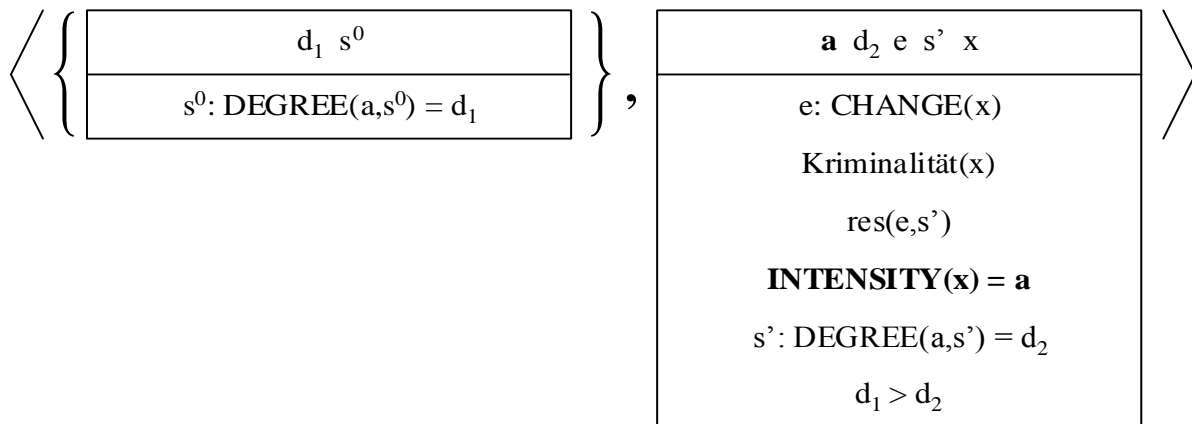 d₁ s⁰
s⁰: DEGREE(a,s⁰) = d₁
,
a d₂ e s’ x
e: CHANGE(x)
Kriminalität(x)
res(e,s’)
INTENSITY(x) = a
s’: DEGREE(a,s’) = d₂
d₁ > d₂